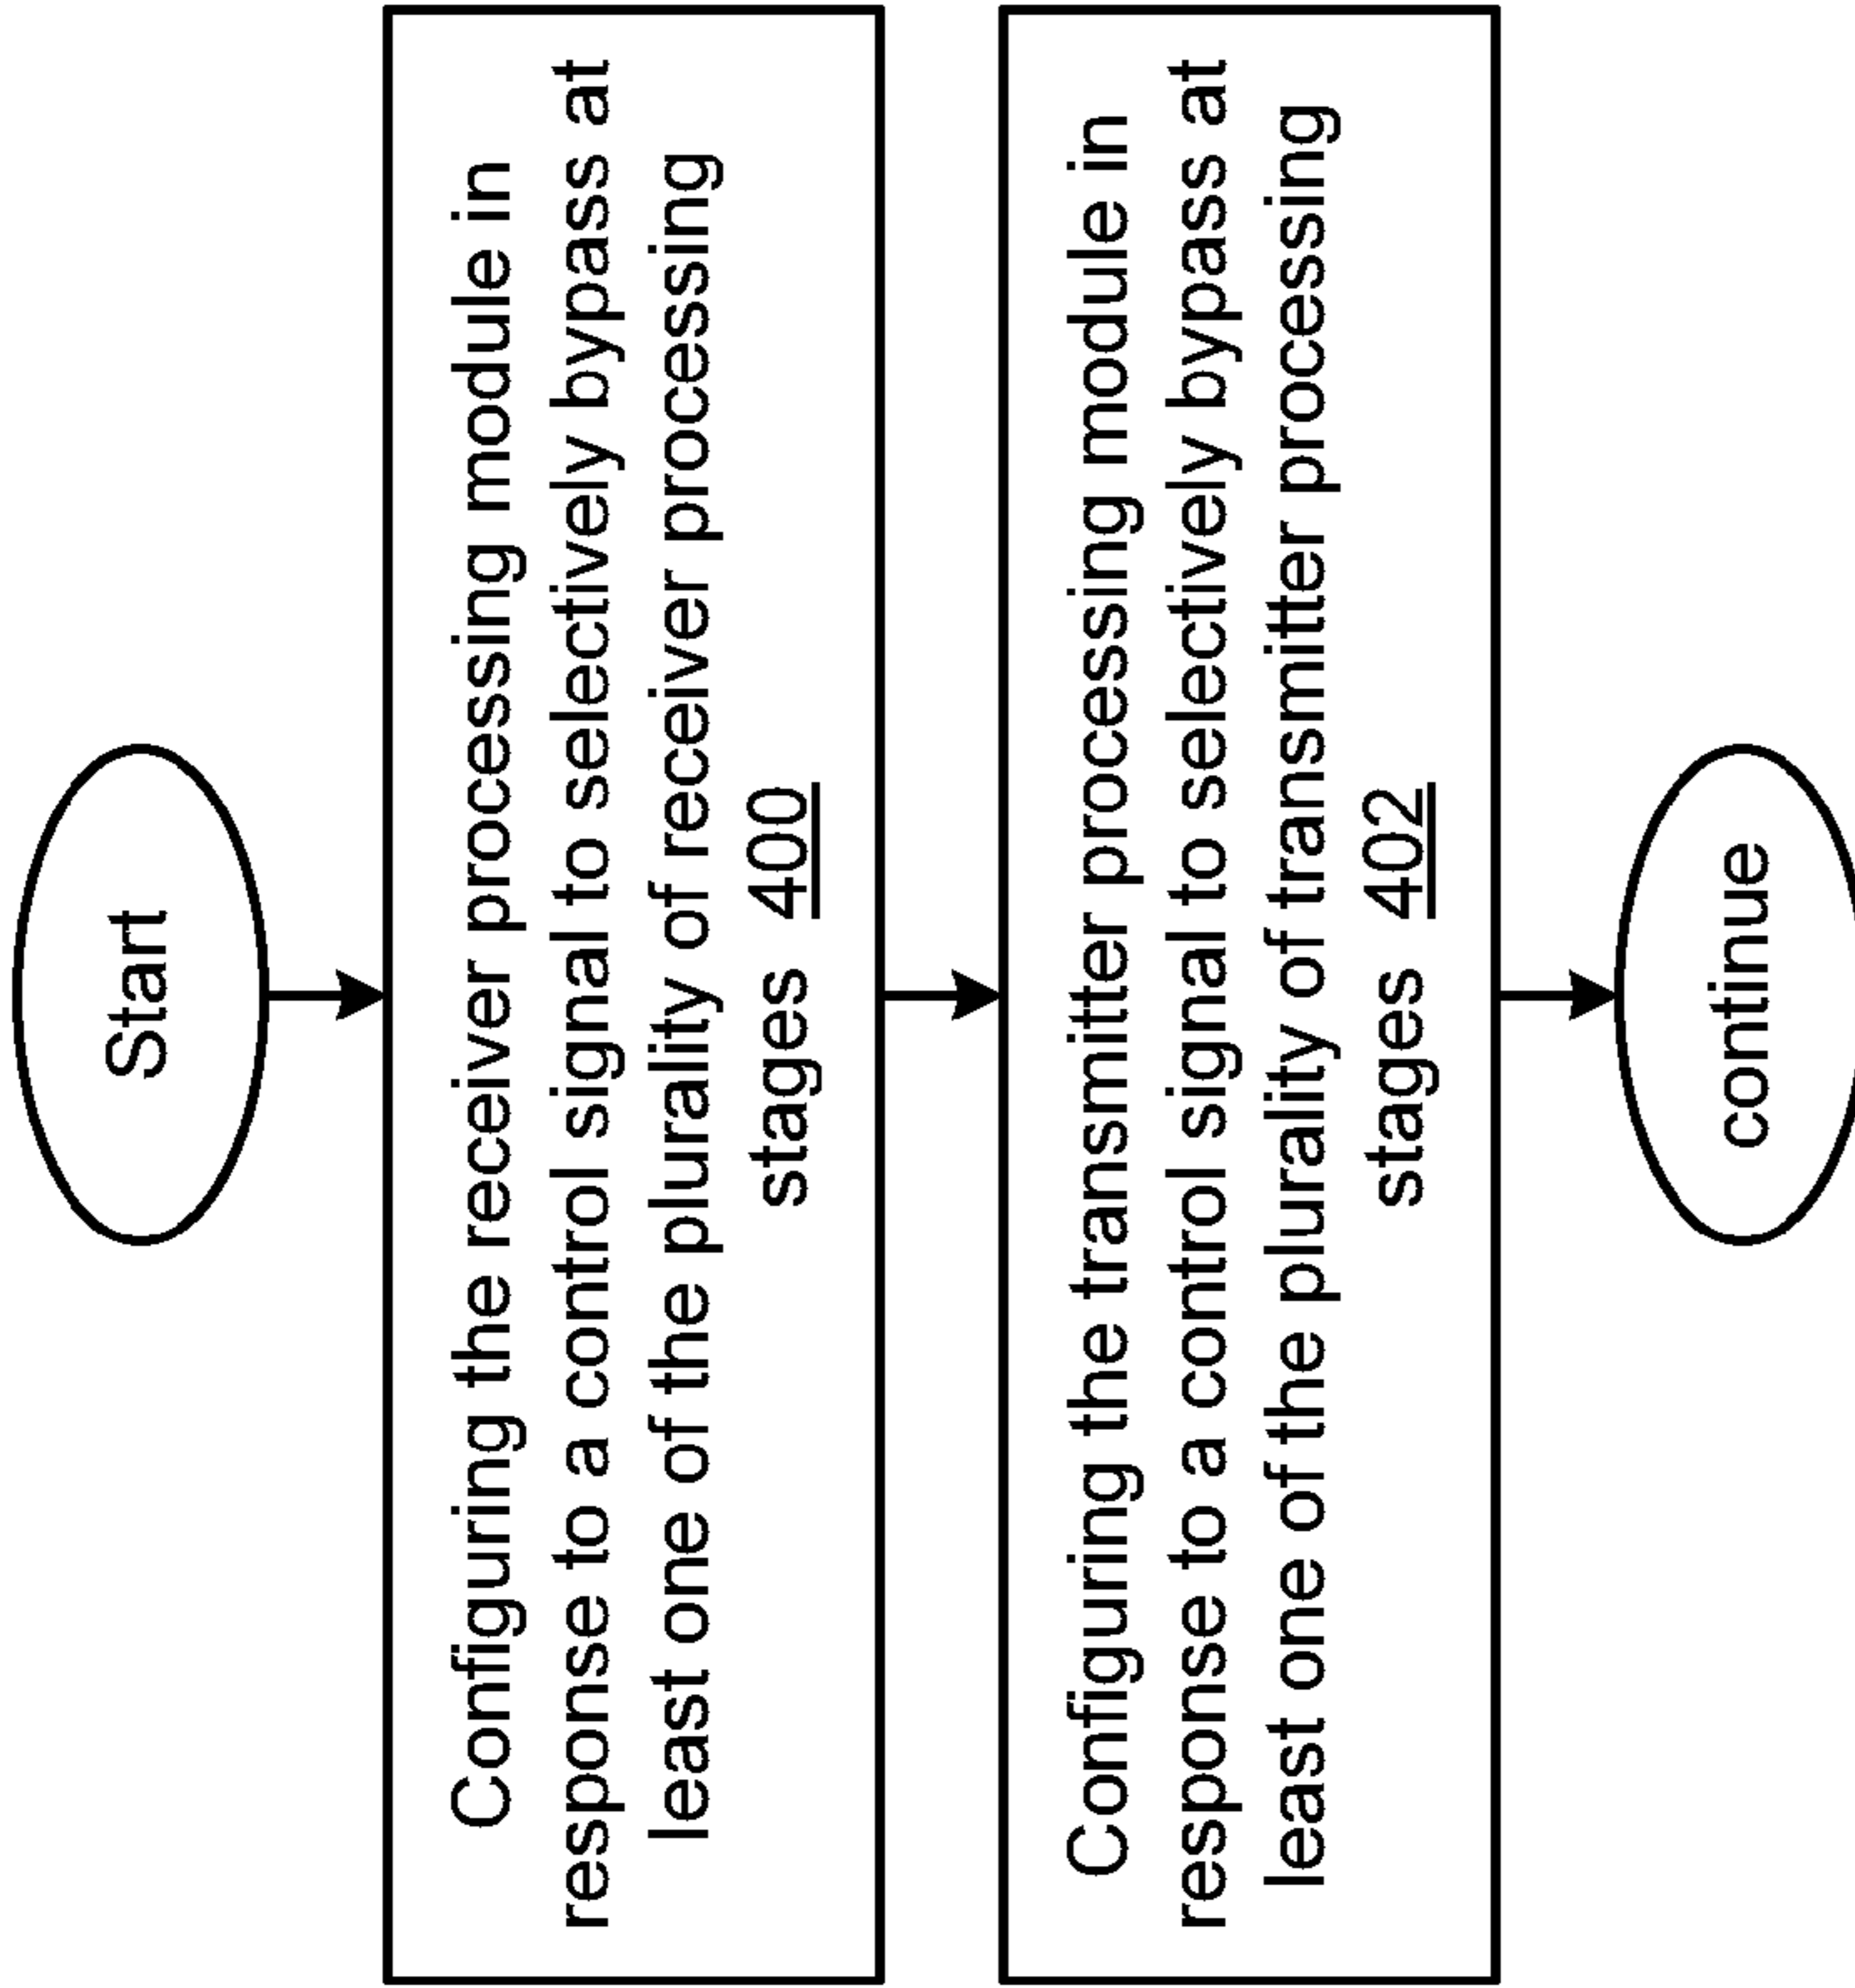 Start
Configuring the receiver processing module in
response to a control signal to selectively bypass at
least one of the plurality of receiver processing
stages 400
Configuring the transmitter processing module in
response to a control signal to selectively bypass at
least one of the plurality of transmitter processing
stages 402
continue